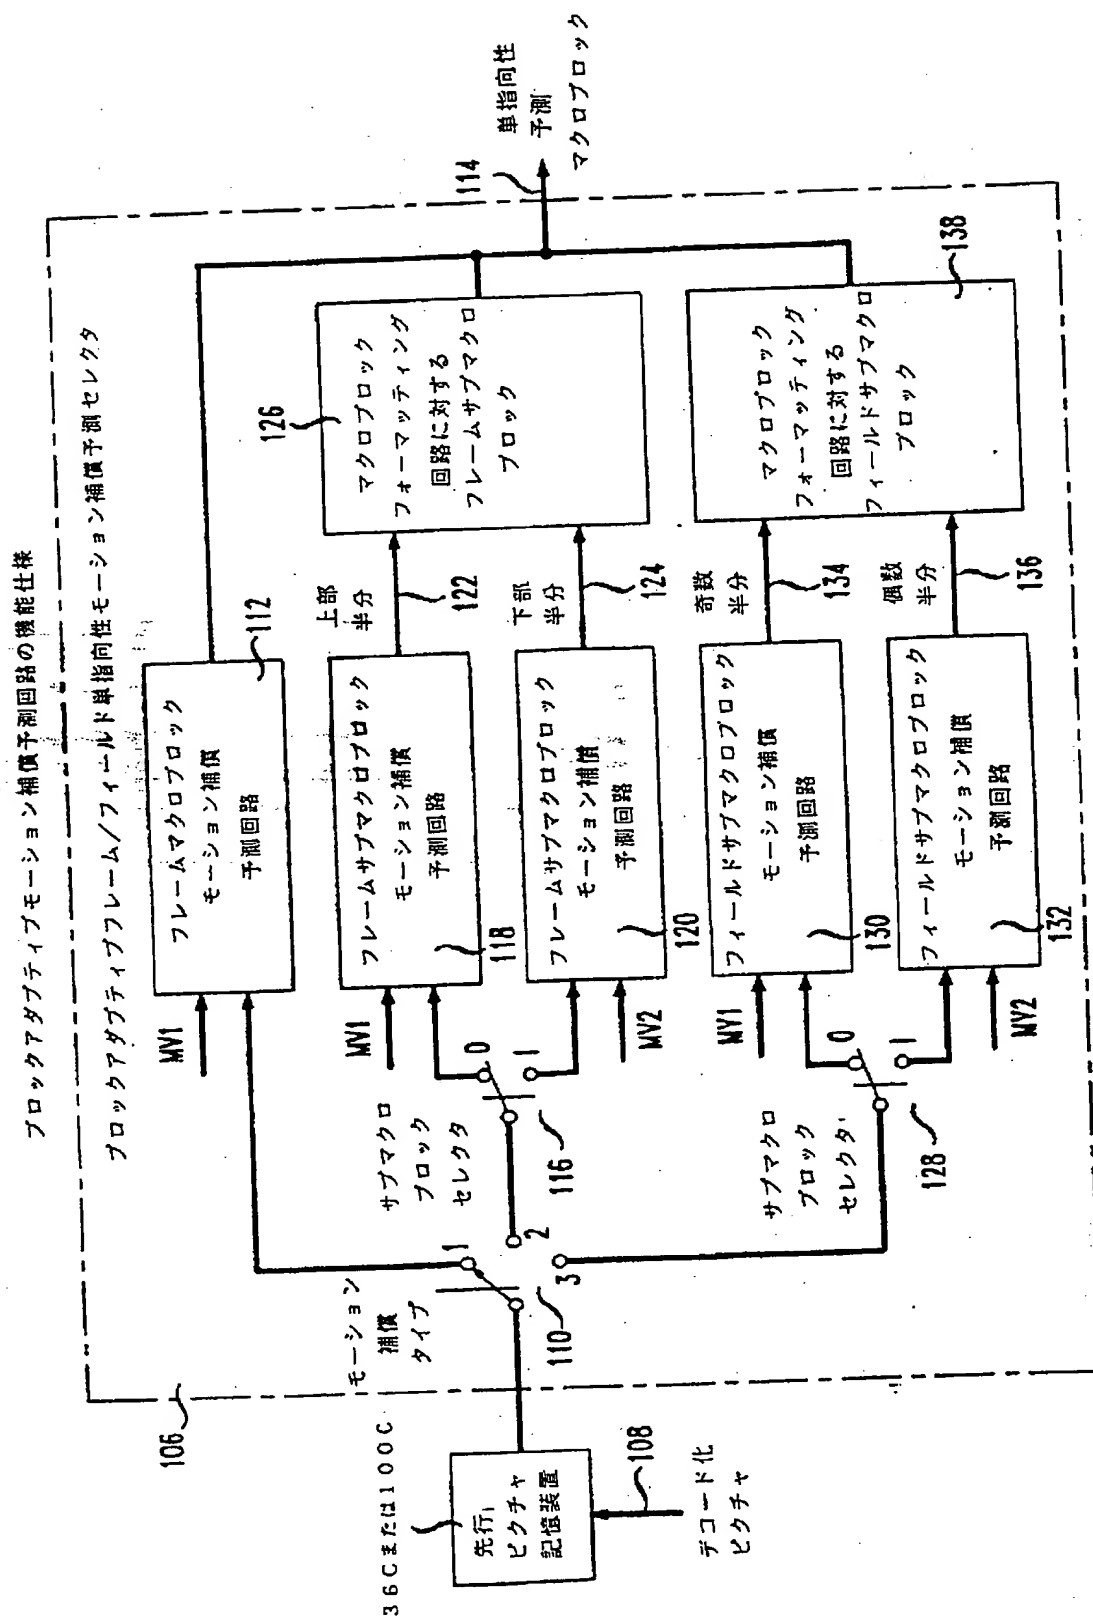 ブロックアダプティブモーション補償予測回路の機能仕様
ブロックアダプティブフレーム/フィールド単指向性モーション補償予測セレクタ
106
36Cまたは100C
先行
ピクチャ
記憶装置
108
デコード化
ピクチャ
モーション
補償
タイプ
110
1
2
3
MV1
フレームマクロブロック
モーション補償
予測回路
112
サブマクロ
ブロック
セレクタ
116
0
1
MV1
フレームサブマクロブロック
モーション補償
予測回路
118
上部
半分
122
MV2
フレームサブマクロブロック
モーション補償
予測回路
120
下部
半分
124
126
マクロブロック
フォーマッティング
回路に対する
フレームサブマクロ
ブロック
サブマクロ
ブロック
セレクタ
128
0
1
MV1
フィールドサブマクロブロック
モーション補償
予測回路
130
奇数
半分
134
MV2
フィールドサブマクロブロック
モーション補償
予測回路
132
偶数
半分
136
マクロブロック
フォーマッティング
回路に対する
フィールドサブマクロ
ブロック
138
114
単指向性
予測
マクロブロック